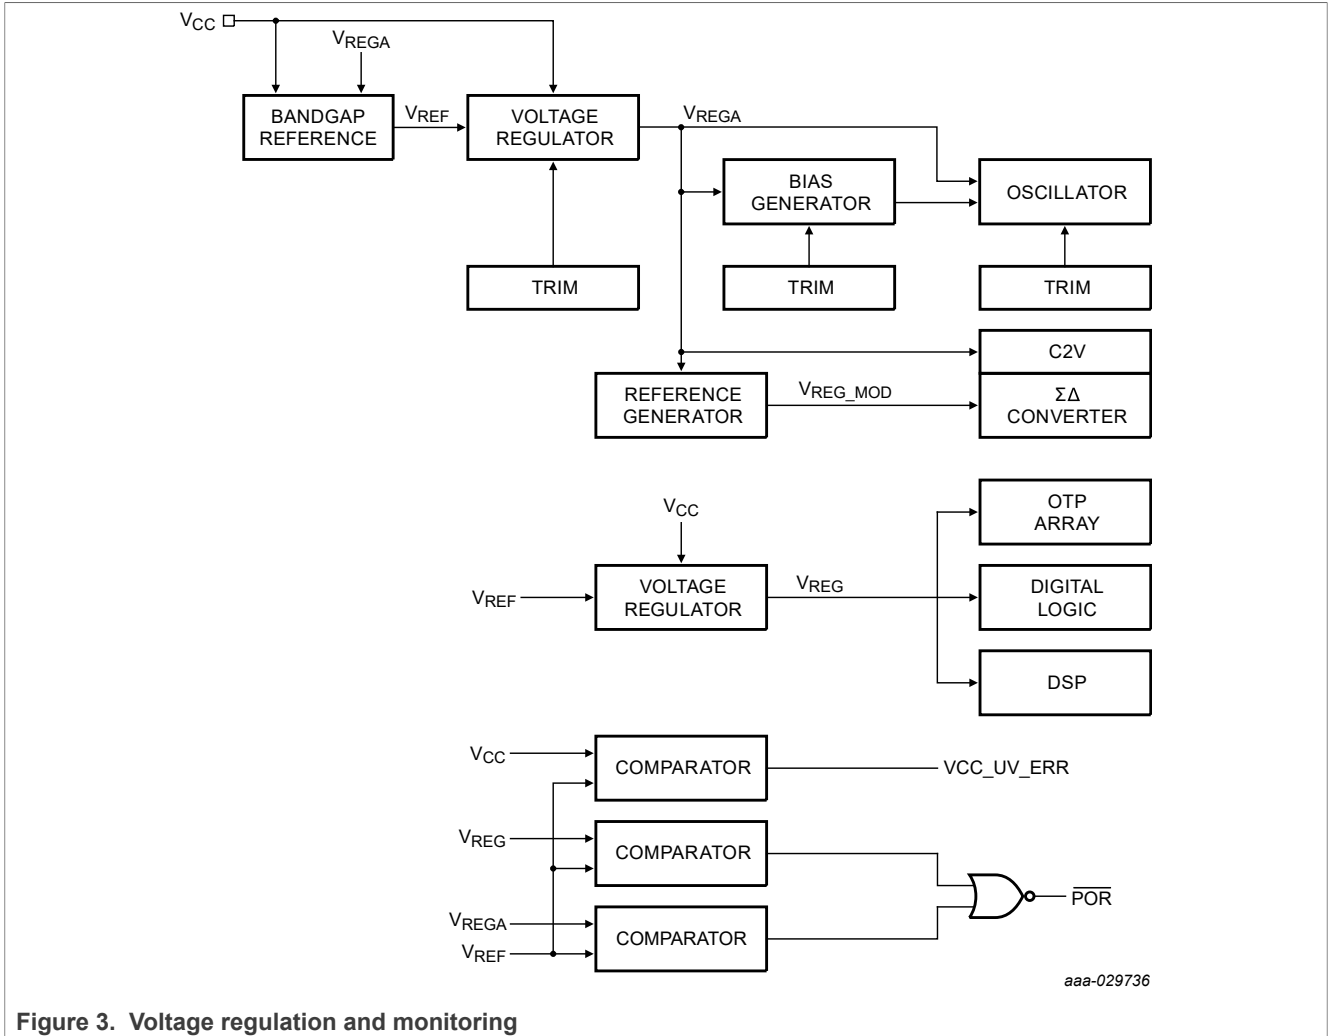 VCC
VREGA
BANDGAP
REFERENCE
VREF
VOLTAGE
REGULATOR
VREGA
BIAS
GENERATOR
OSCILLATOR
TRIM
TRIM
TRIM
C2V
REFERENCE
GENERATOR
VREG_MOD
ΣΔ
CONVERTER
OTP
ARRAY
VCC
VREF
VOLTAGE
REGULATOR
VREG
DIGITAL
LOGIC
DSP
VCC
COMPARATOR
VCC_UV_ERR
VREG
COMPARATOR
POR
VREGA
VREF
COMPARATOR
aaa-029736
Figure 3. Voltage regulation and monitoring